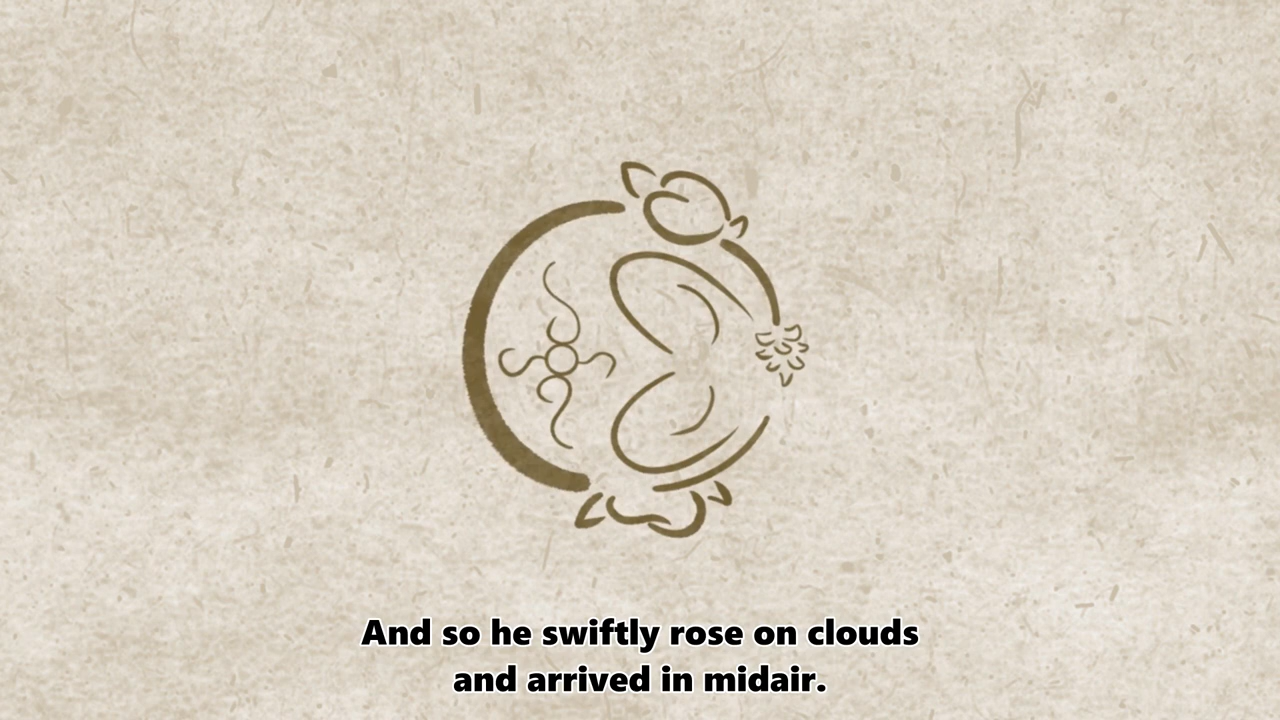 And so he swiftly rose on clouds
and arrived in midair.